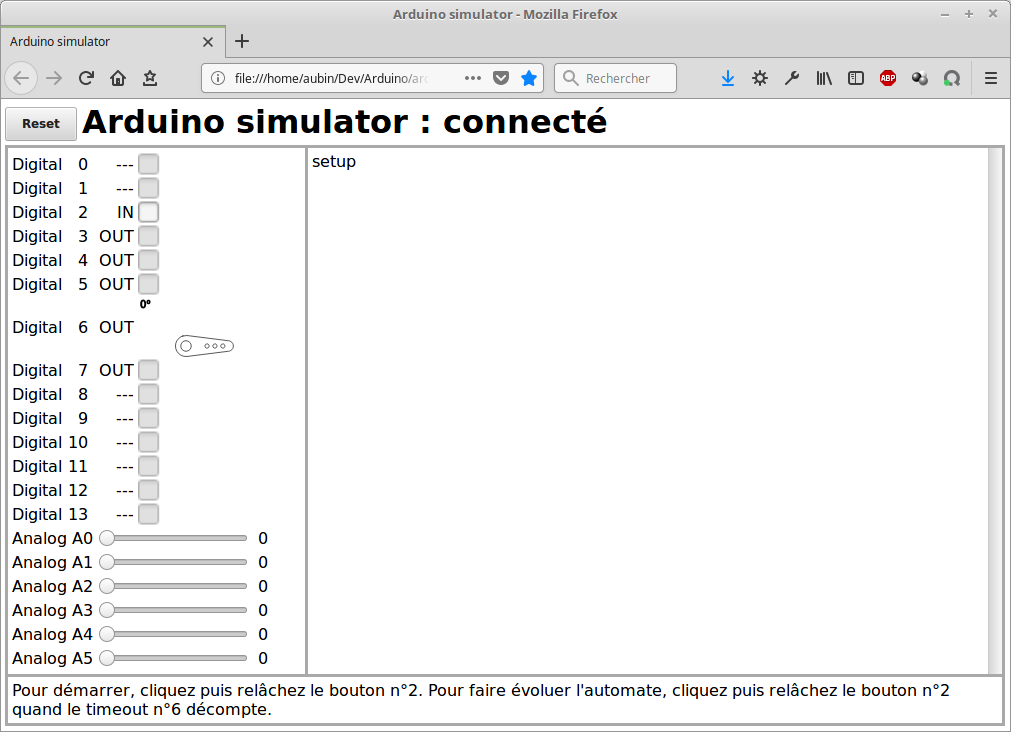 Arduino simulator - Mozilla Firefox
Arduino simulator
file:///home/aubin/Dev/Arduino/ar
Rechercher
ABP
Reset
Arduino simulator : connecté
Digital 0 ---
setup
Digital 1 ---
Digital 2 IN
Digital 3 OUT
Digital 4 OUT
Digital 5 OUT
0°
Digital 6 OUT
Digital 7 OUT
Digital 8 ---
Digital 9 ---
Digital 10 ---
Digital 11 ---
Digital 12 ---
Digital 13 ---
Analog A0 0
Analog A1 0
Analog A2 0
Analog A3 0
Analog A4 0
Analog A5 0
Pour démarrer, cliquez puis relâchez le bouton n°2. Pour faire évoluer l'automate, cliquez puis relâchez le bouton n°2
quand le timeout n°6 décompte.